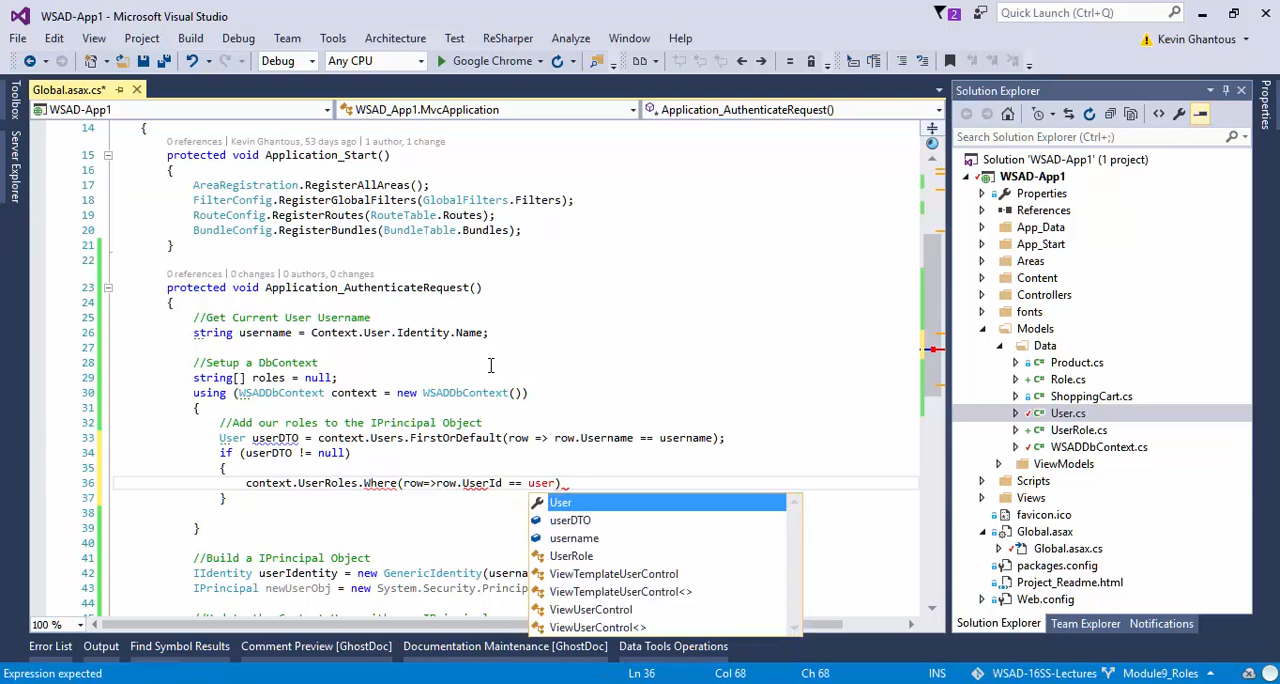 WSAD-App1 - Microsoft Visual Studio
2
Quick Launch (Ctrl+Q)
File Edit View Project Build Debug Team Tools Architecture Test ReSharper Analyze Window Help
Kevin Ghantous
Debug Any CPU Google Chrome DD
Toolbox
Server Explorer
Global.asax.cs*
WSAD-App1 WSAD_App1.MvcApplication Application_AuthenticateRequest()
14 {
0 references | Kevin Ghantous, 53 days ago | 1 author, 1 change
15 protected void Application_Start()
16 {
17 AreaRegistration.RegisterAllAreas();
18 FilterConfig.RegisterGlobalFilters(GlobalFilters.Filters);
19 RouteConfig.RegisterRoutes(RouteTable.Routes);
20 BundleConfig.RegisterBundles(BundleTable.Bundles);
21 }
22
0 references | 0 changes | 0 authors, 0 changes
23 protected void Application_AuthenticateRequest()
24 {
25 //Get Current User Username
26 string username = Context.User.Identity.Name;
27
28 //Setup a DbContext
29 string[] roles = null;
30 using (WSADDbContext context = new WSADDbContext())
31 {
32 //Add our roles to the IPrincipal Object
33 User userDTO = context.Users.FirstOrDefault(row => row.Username == username);
34 if (userDTO != null)
35 {
36 context.UserRoles.Where(row=>row.UserId == user)
37 }
38
39 }
40
41 //Build a IPrincipal Object
42 IIdentity userIdentity = new GenericIdentity(userna
43 IPrincipal newUserObj = new System.Security.Princip
44
User
userDTO
username
UserRole
ViewTemplateUserControl
ViewTemplateUserControl<>
ViewUserControl
ViewUserControl<>
100 %
Solution Explorer
Search Solution Explorer (Ctrl+;)
Solution 'WSAD-App1' (1 project)
WSAD-App1
Properties
References
App_Data
App_Start
Areas
Content
Controllers
fonts
Models
Data
Product.cs
Role.cs
ShoppingCart.cs
User.cs
UserRole.cs
WSADDbContext.cs
ViewModels
Scripts
Views
favicon.ico
Global.asax
Global.asax.cs
packages.config
Project_Readme.html
Web.config
Solution Explorer Team Explorer Notifications
Properties
Error List Output Find Symbol Results Comment Preview [GhostDoc] Documentation Maintenance [GhostDoc] Data Tools Operations
Expression expected Ln 36 Col 68 Ch 68 INS WSAD-16SS-Lectures Module9_Roles